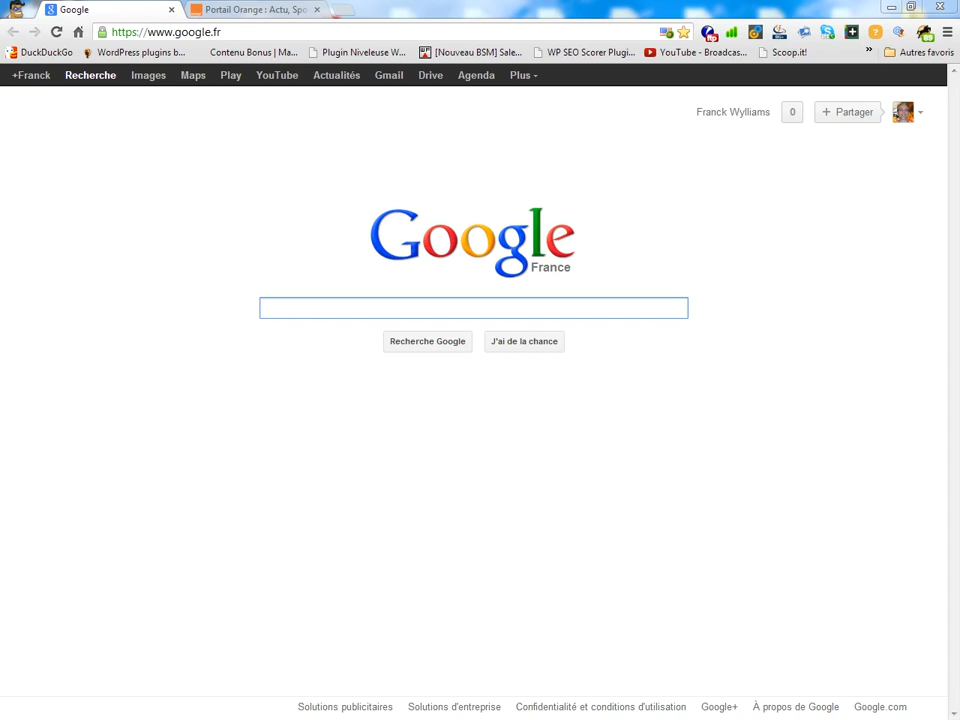 Google
Portail Orange : Actu, Spo
https://www.google.fr
DuckDuckGo
WordPress plugins b...
Contenu Bonus | Ma...
Plugin Niveleuse W...
[Nouveau BSM] Sale...
WP SEO Scorer Plugi...
YouTube - Broadcas...
Scoop.it!
»
Autres favoris
+Franck Recherche Images Maps Play YouTube Actualités Gmail Drive Agenda Plus
Franck Wylliams 0 + Partager
Google
France
Recherche Google J'ai de la chance
Solutions publicitaires Solutions d'entreprise Confidentialité et conditions d'utilisation Google+ À propos de Google Google.com